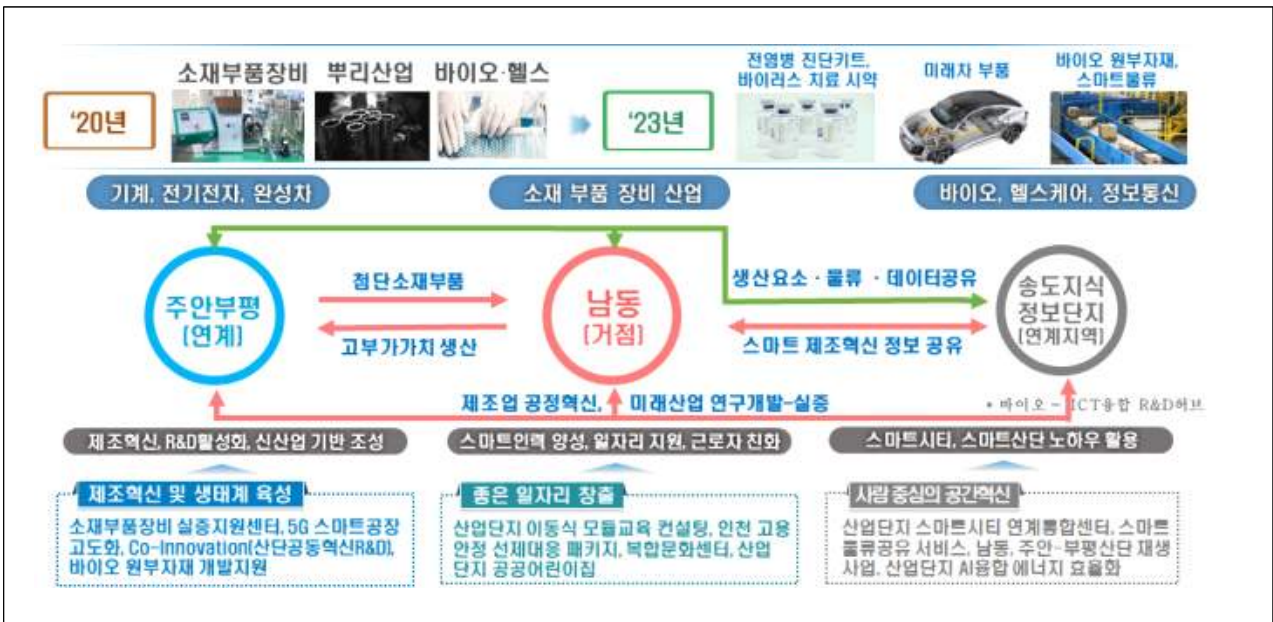 소재부품장비 뿌리산업 바이오·헬스
전염병 진단키트,
바이러스 치료 시약
미래차 부품
바이오 원부자재,
스마트물류
‘20년
‘23년
기계, 전기전자, 완성차
소재 부품 장비 산업
바이오, 헬스케어, 정보통신
주안부평
(연계)
첨단소재부품
고부가가치 생산
남동
(거점)
생산요소 · 물류 · 데이터공유
스마트 제조혁신 정보 공유
송도지식
정보단지
(연계지역)
제조업 공정혁신, 미래산업 연구개발-실증
* 바이오 - ICT융합 R&D허브
제조혁신, R&D활성화, 신산업 기반 조성
스마트인력 양성, 일자리 지원, 근로자 친화
스마트시티, 스마트산단 노하우 활용
제조혁신 및 생태계 육성
소재부품장비 실증지원센터, 5G 스마트공장
고도화, Co-Innovation(산단공동혁신R&D),
바이오 원부자재 개발지원
좋은 일자리 창출
산업단지 이동식 모듈교육 컨설팅, 인천 고용
안정 선제대응 패키지, 복합문화센터, 산업
단지 공공어린이집
사람 중심의 공간혁신
산업단지 스마트시티 연계통합센터, 스마트
물류공유 서비스, 남동, 주안-부평산단 재생
사업. 산업단지 AI융합 에너지 효율화